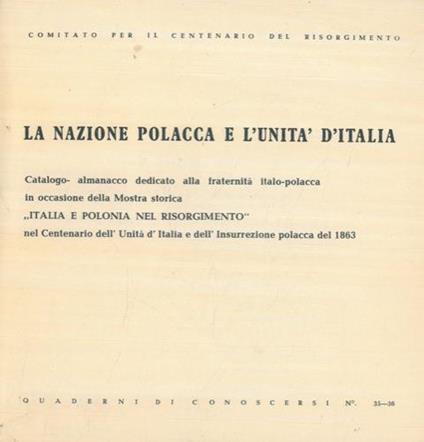 COMITATO PER IL CENTENARIO DEL RISORGIMENTO
LA NAZIONE POLACCA E L'UNITA' D'ITALIA
Catalogo- almanacco dedicato alla fraternità italo-polacca
in occasione della Mostra storica
„ITALIA E POLONIA NEL RISORGIMENTO"
nel Centenario dell' Unità d' Italia e dell' Insurrezione polacca del 1863
QUADERNI DI CONOSCERSI Nº. 35—36